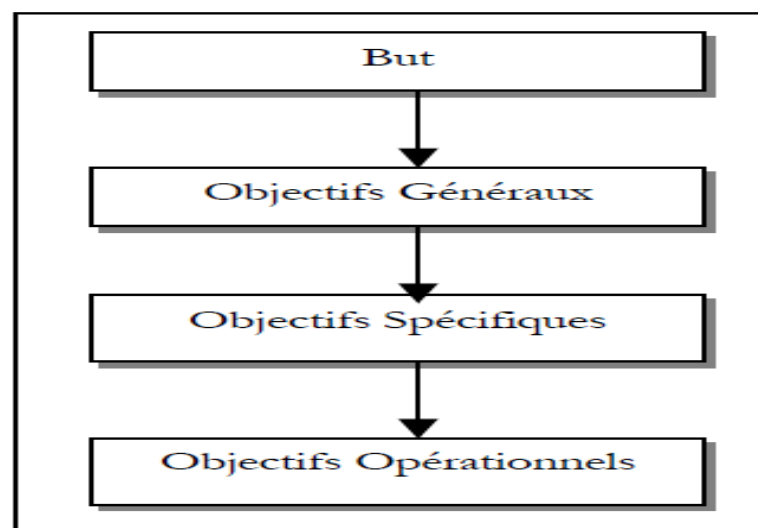 But
Objectifs Généraux
Objectifs Spécifiques
Objectifs Opérationnels